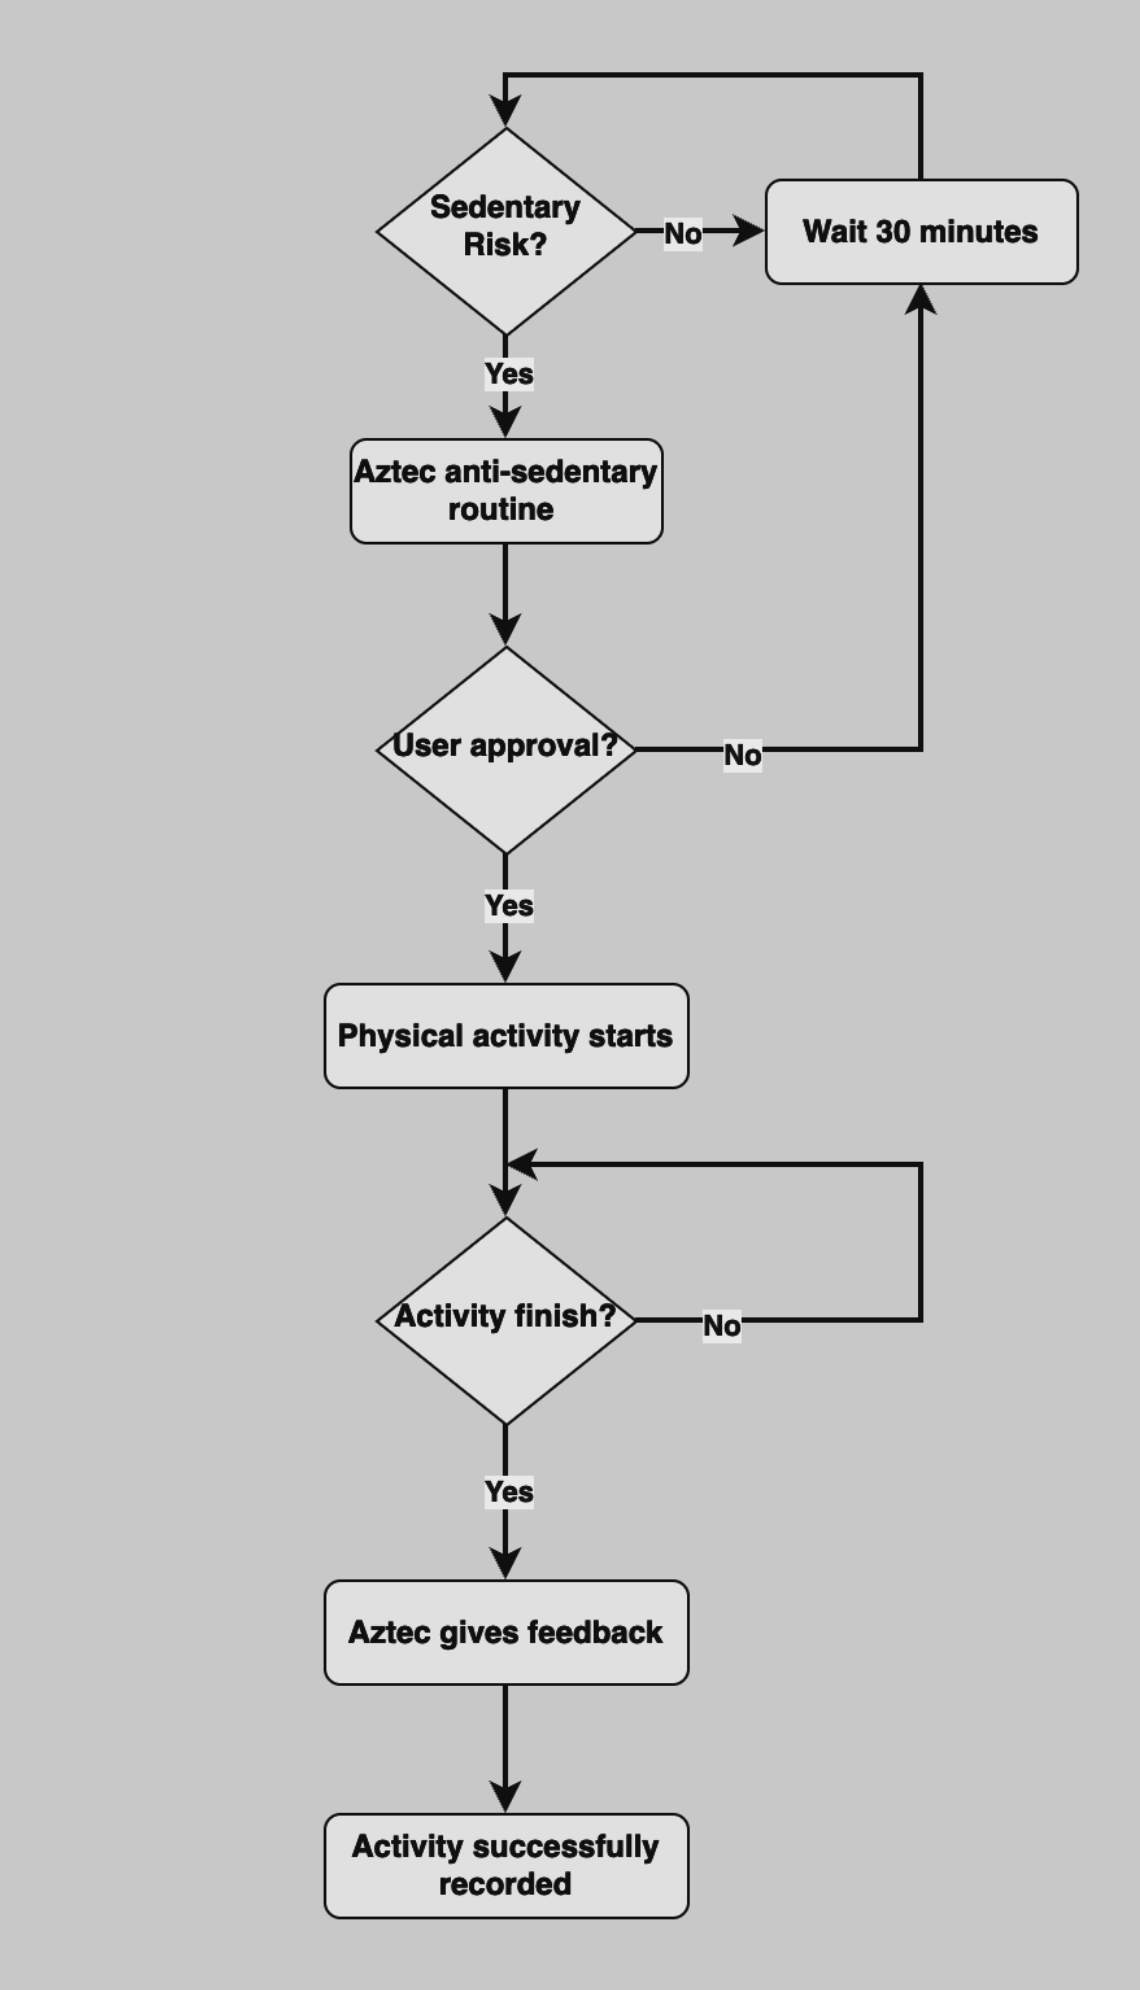 Sedentary
Risk?
No
Wait 30 minutes
Yes
Aztec anti-sedentary
routine
User approval?
No
Yes
Physical activity starts
Activity finish?
No
Yes
Aztec gives feedback
Activity successfully
recorded